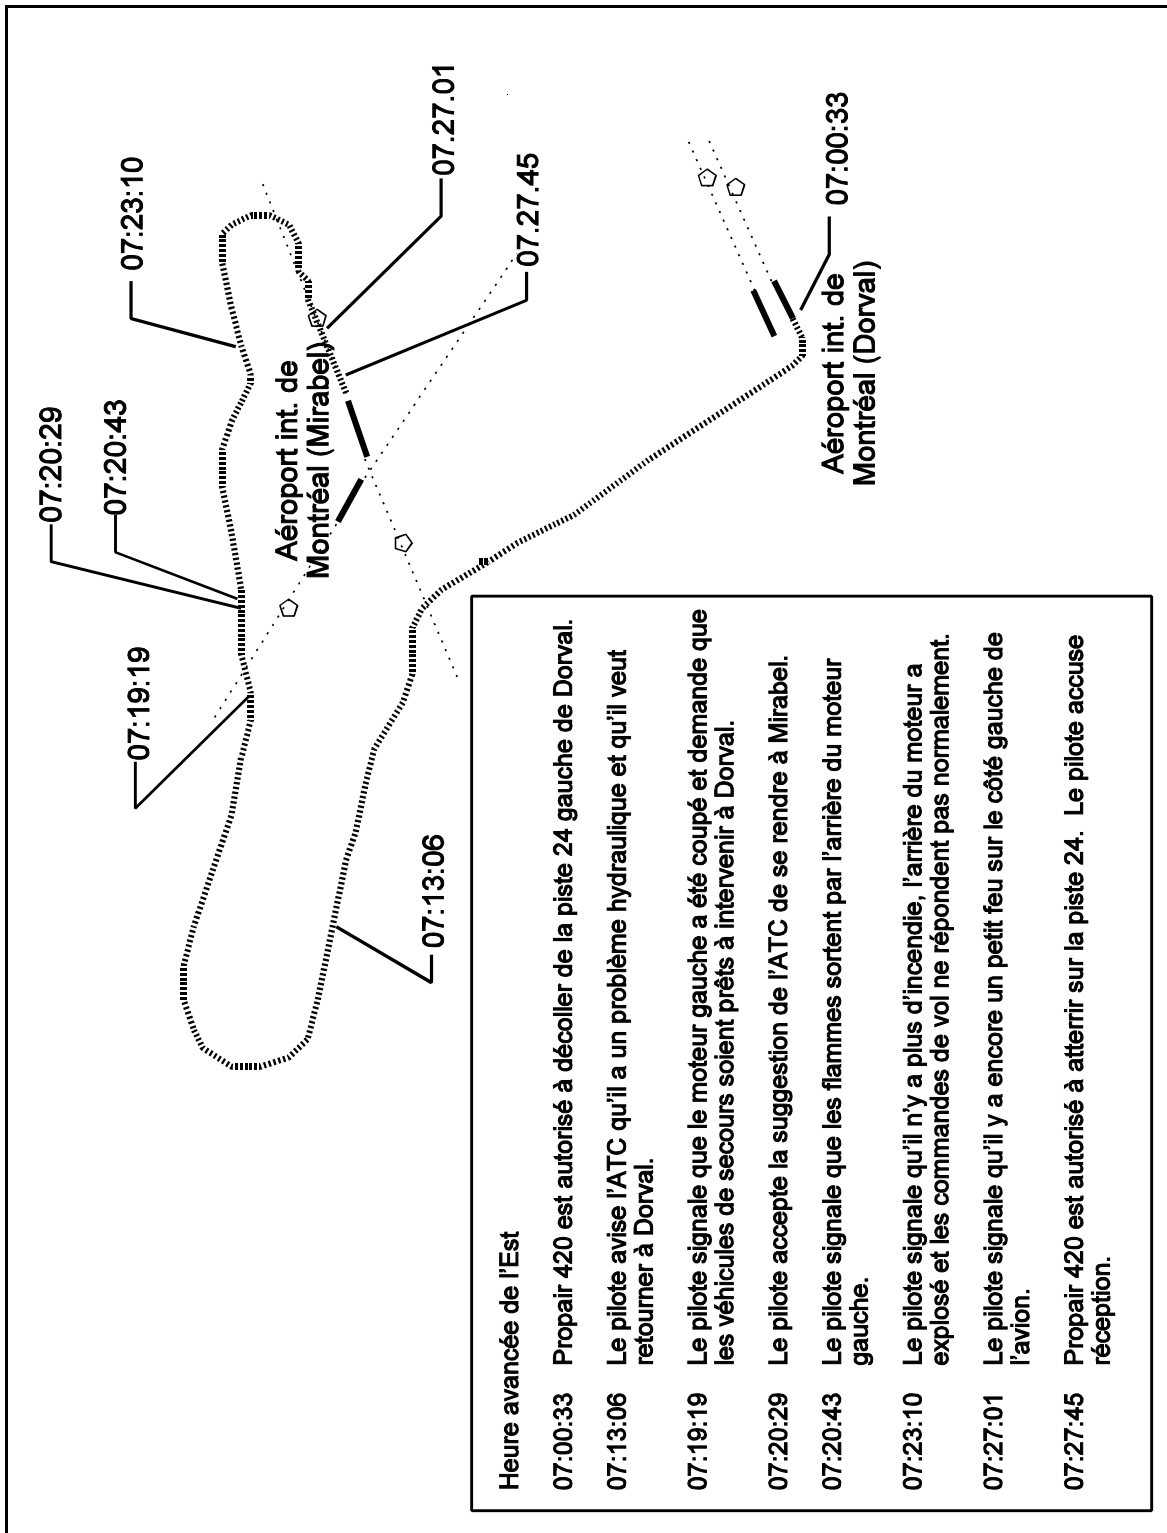 07:19:19
07:20:29
07:20:43
07:23:10
07:13:06
Aéroport int. de
Montréal (Mirabel)
07.27.01
07.27.45
Aéroport int. de
Montréal (Dorval)
07:00:33
Heure avancée de l'Est
07:00:33 Propair 420 est autorisé à décoller de la piste 24 gauche de Dorval.
07:13:06 Le pilote avise l'ATC qu'il a un problème hydraulique et qu'il veut
retourner à Dorval.
07:19:19 Le pilote signale que le moteur gauche a été coupé et demande que
les véhicules de secours soient prêts à intervenir à Dorval.
07:20:29 Le pilote accepte la suggestion de l'ATC de se rendre à Mirabel.
07:20:43 Le pilote signale que les flammes sortent par l'arrière du moteur
gauche.
07:23:10 Le pilote signale qu'il n'y a plus d'incendie, l'arrière du moteur a
explosé et les commandes de vol ne répondent pas normalement.
07:27:01 Le pilote signale qu'il y a encore un petit feu sur le côté gauche de
l'avion.
07:27:45 Propair 420 est autorisé à atterrir sur la piste 24. Le pilote accuse
réception.